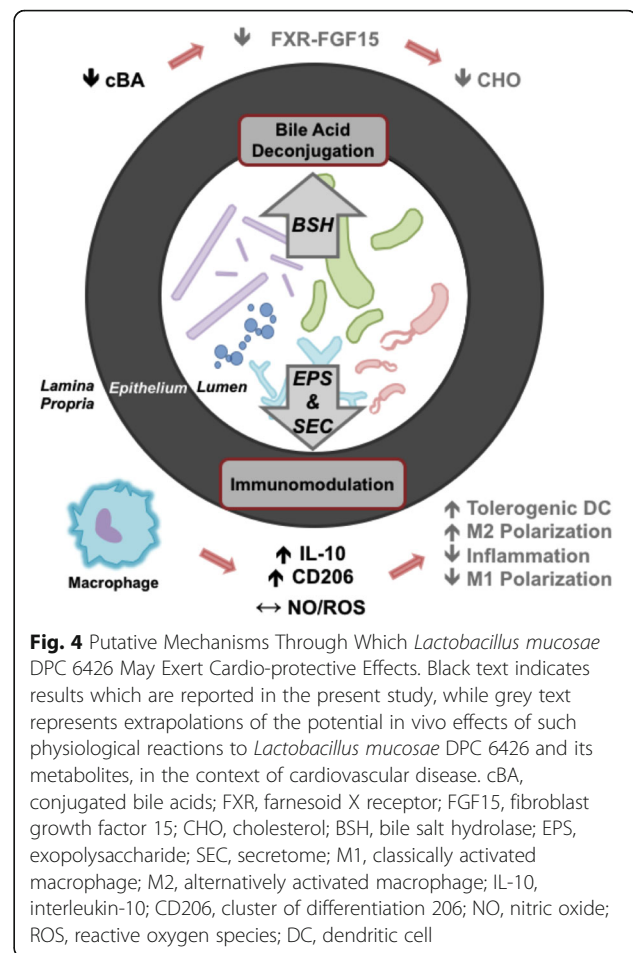 ↓ FXR-FGF15
↓ cBA
↓ CHO
Bile Acid
Deconjugation
BSH
Lamina
Propria
Epithelium
Lumen
EPS
&
SEC
Immunomodulation
Macrophage
↑ IL-10
↑ CD206
↔ NO/ROS
↑ Tolerogenic DC
↑ M2 Polarization
↓ Inflammation
↓ M1 Polarization
Fig. 4 Putative Mechanisms Through Which Lactobacillus mucosae
DPC 6426 May Exert Cardio-protective Effects. Black text indicates
results which are reported in the present study, while grey text
represents extrapolations of the potential in vivo effects of such
physiological reactions to Lactobacillus mucosae DPC 6426 and its
metabolites, in the context of cardiovascular disease. cBA,
conjugated bile acids; FXR, farnesoid X receptor; FGF15, fibroblast
growth factor 15; CHO, cholesterol; BSH, bile salt hydrolase; EPS,
exopolysaccharide; SEC, secretome; M1, classically activated
macrophage; M2, alternatively activated macrophage; IL-10,
interleukin-10; CD206, cluster of differentiation 206; NO, nitric oxide;
ROS, reactive oxygen species; DC, dendritic cell